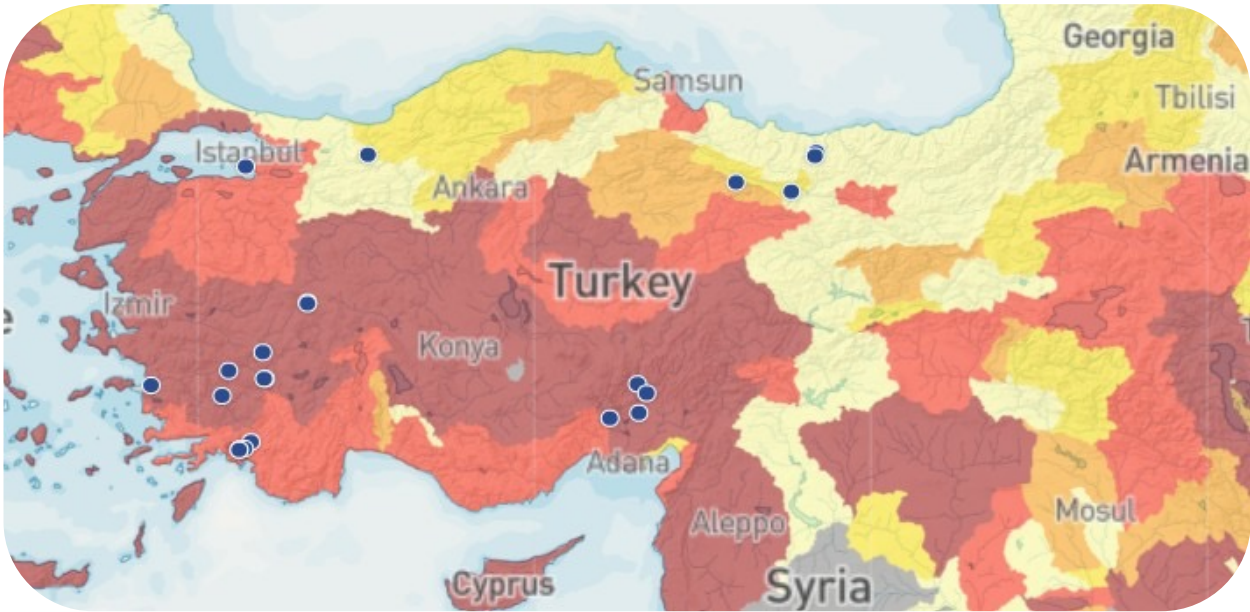 Georgia
Samsun
Tbilisi
Istanbul
Armenia
Ankara
Turkey
Izmir
e
Konya
Adana
Mosul
Aleppo
Cyprus
Syria